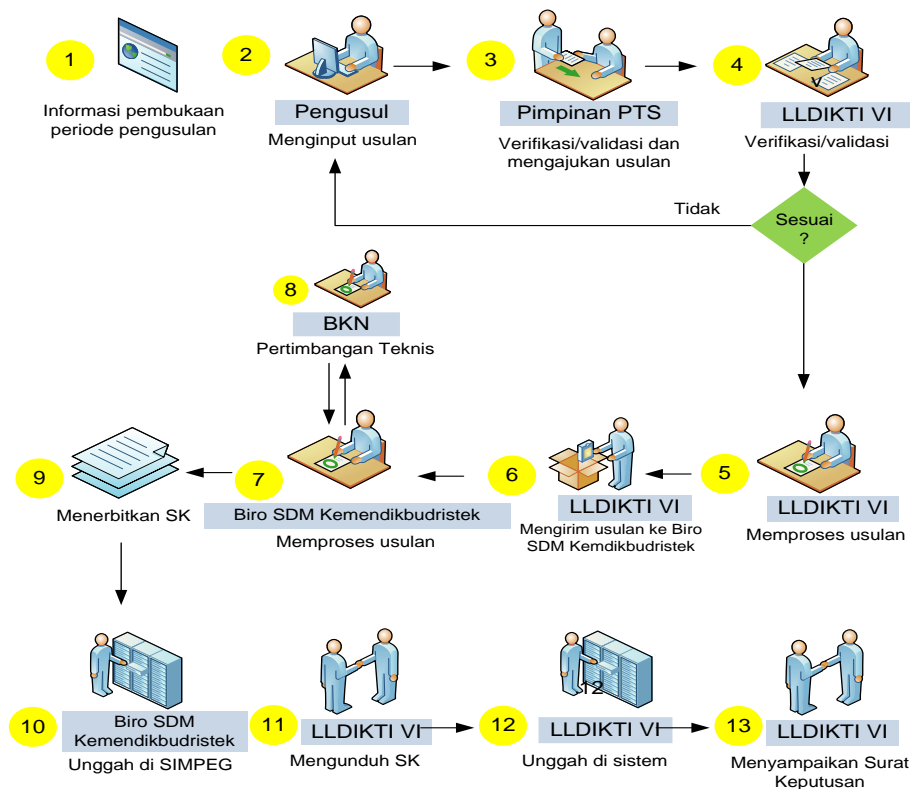 1
Informasi pembukaan
periode pengusulan
2
Pengusul
Menginput usulan
3
Pimpinan PTS
Verifikasi/validasi dan
mengajukan usulan
4
LLDIKTI VI
Verifikasi/validasi
Sesuai
?
Tidak
8
BKN
Pertimbangan Teknis
5
LLDIKTI VI
Memproses usulan
6
LLDIKTI VI
Mengirim usulan ke Biro
SDM Kemdikbudristek
7
Biro SDM Kemendikbudristek
Memproses usulan
9
Menerbitkan SK
10
Biro SDM
Kemendikbudristek
Unggah di SIMPEG
11
LLDIKTI VI
Mengunduh SK
12
12
LLDIKTI VI
Unggah di sistem
13
LLDIKTI VI
Menyampaikan Surat
Keputusan